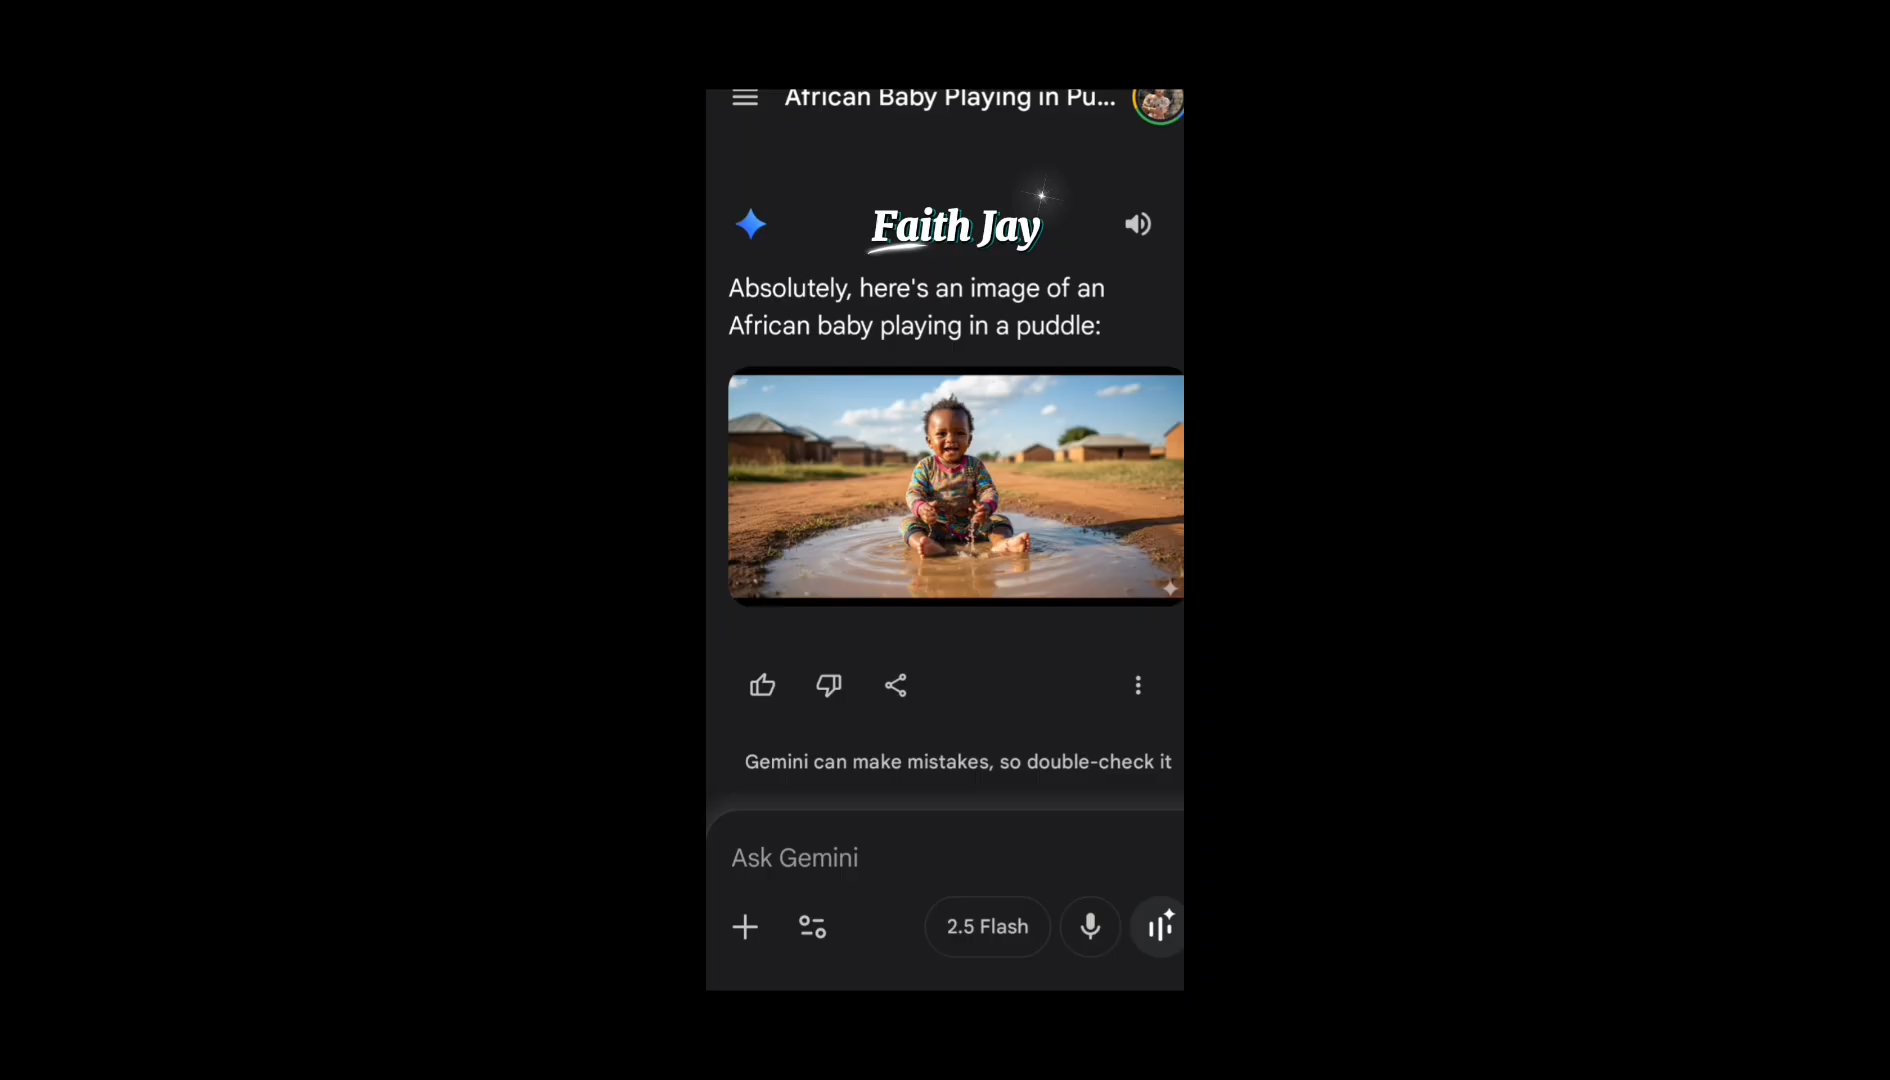 African Baby Playing in Pu...
Faith Jay
Absolutely, here's an image of an
African baby playing in a puddle:
Gemini can make mistakes, so double-check it
Ask Gemini
2.5 Flash